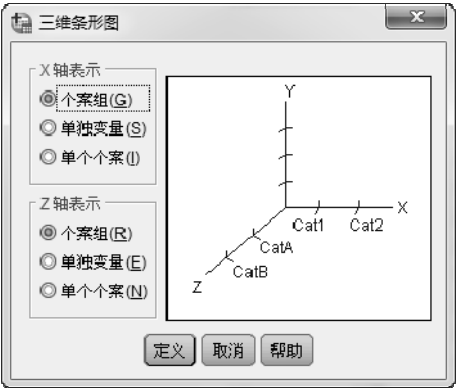 三维条形图
X轴表示
个案组(G)
单独变量(S)
单个个案(I)
Z轴表示
个案组(R)
单独变量(E)
单个个案(N)
Y
X
Cat1
Cat2
CatA
CatB
Z
定义
取消
帮助